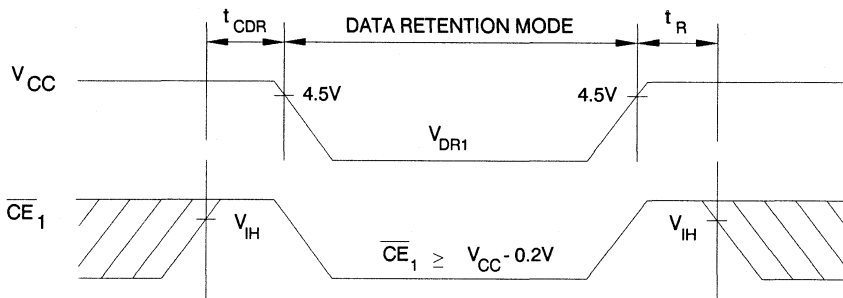 t CDR
DATA RETENTION MODE
t R
V CC
4.5V
4.5V
V DR1
CE 1
V IH
CE 1 ≥ V CC - 0.2V
V IH